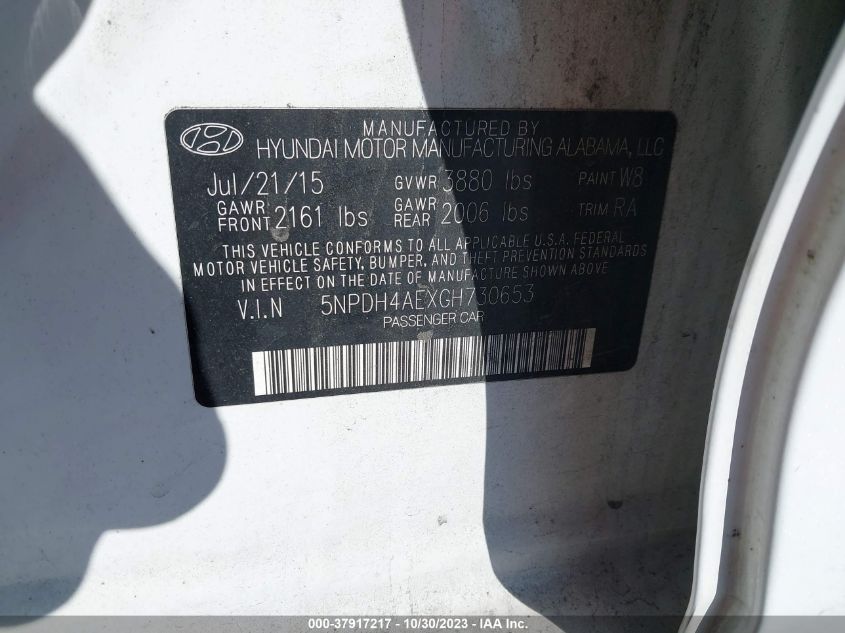 MANUFACTURED BY
HYUNDAI MOTOR MANUFACTURING ALABAMA, LLC
Jul/21/15 GVWR 3880 lbs PAINT W8
GAWR FRONT 2161 lbs GAWR REAR 2006 lbs TRIM RA
THIS VEHICLE CONFORMS TO ALL APPLICABLE U.S.A. FEDERAL
MOTOR VEHICLE SAFETY, BUMPER, AND THEFT PREVENTION STANDARDS
IN EFFECT ON THE DATE OF MANUFACTURE SHOWN ABOVE
V.I.N 5NPDH4AEXGH730653
PASSENGER CAR
000-37917217 - 10/30/2023 - IAAI.com